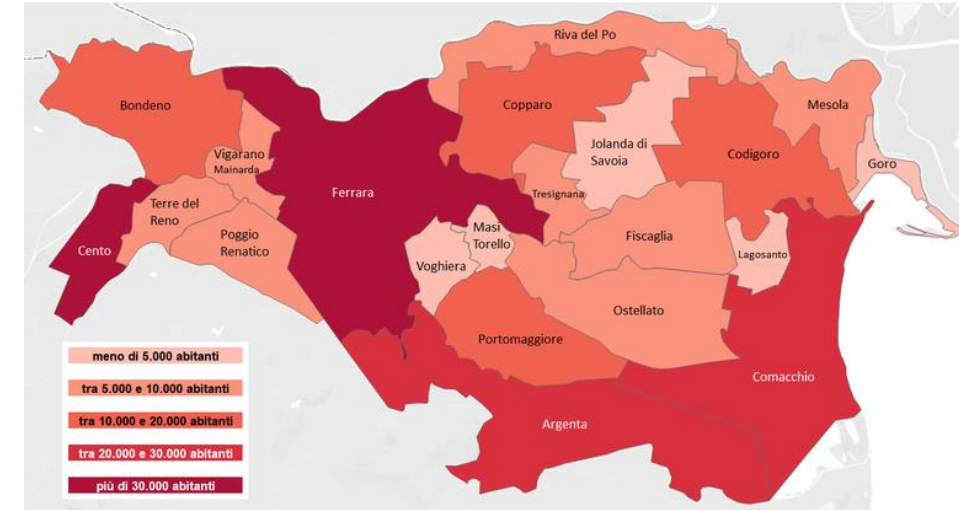 Riva del Po
Bondeno
Copparo
Mesola
Jolanda di
Savoia
Vigarano
Mainarda
Codigoro
Goro
Ferrara
Tresignana
Terre del
Reno
Masi
Torello
Poggio
Renatico
Cento
Fiscaglia
Lagosanto
Voghiera
Ostellato
Portomaggiore
Comacchio
Argenta
meno di 5.000 abitanti
tra 5.000 e 10.000 abitanti
tra 10.000 e 20.000 abitanti
tra 20.000 e 30.000 abitanti
più di 30.000 abitanti